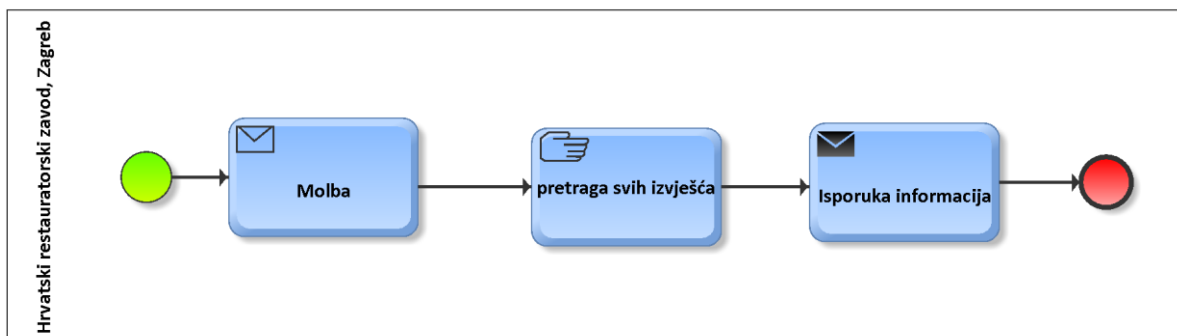 Hrvatski restauratorski zavod, Zagreb
Molba
pretraga svih izvješća
Isporuka informacija